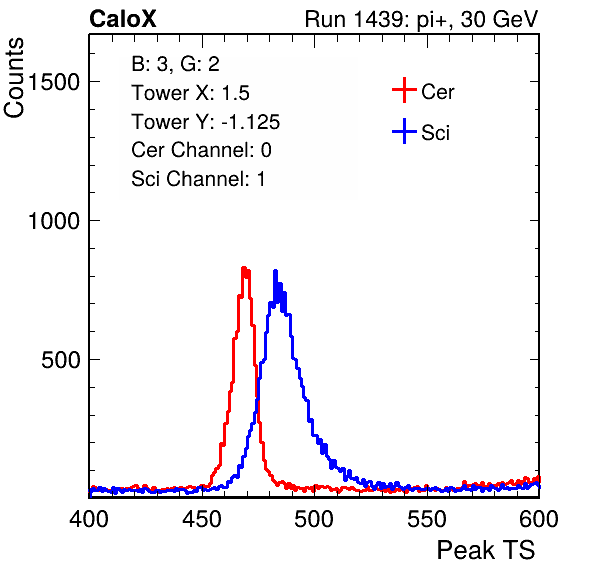 CaloX Run 1439: pi+, 30 GeV
Counts
B: 3, G: 2
Tower X: 1.5
Tower Y: -1.125
Cer Channel: 0
Sci Channel: 1
Cer
Sci
1500
1000
500
400 450 500 550 600
Peak TS